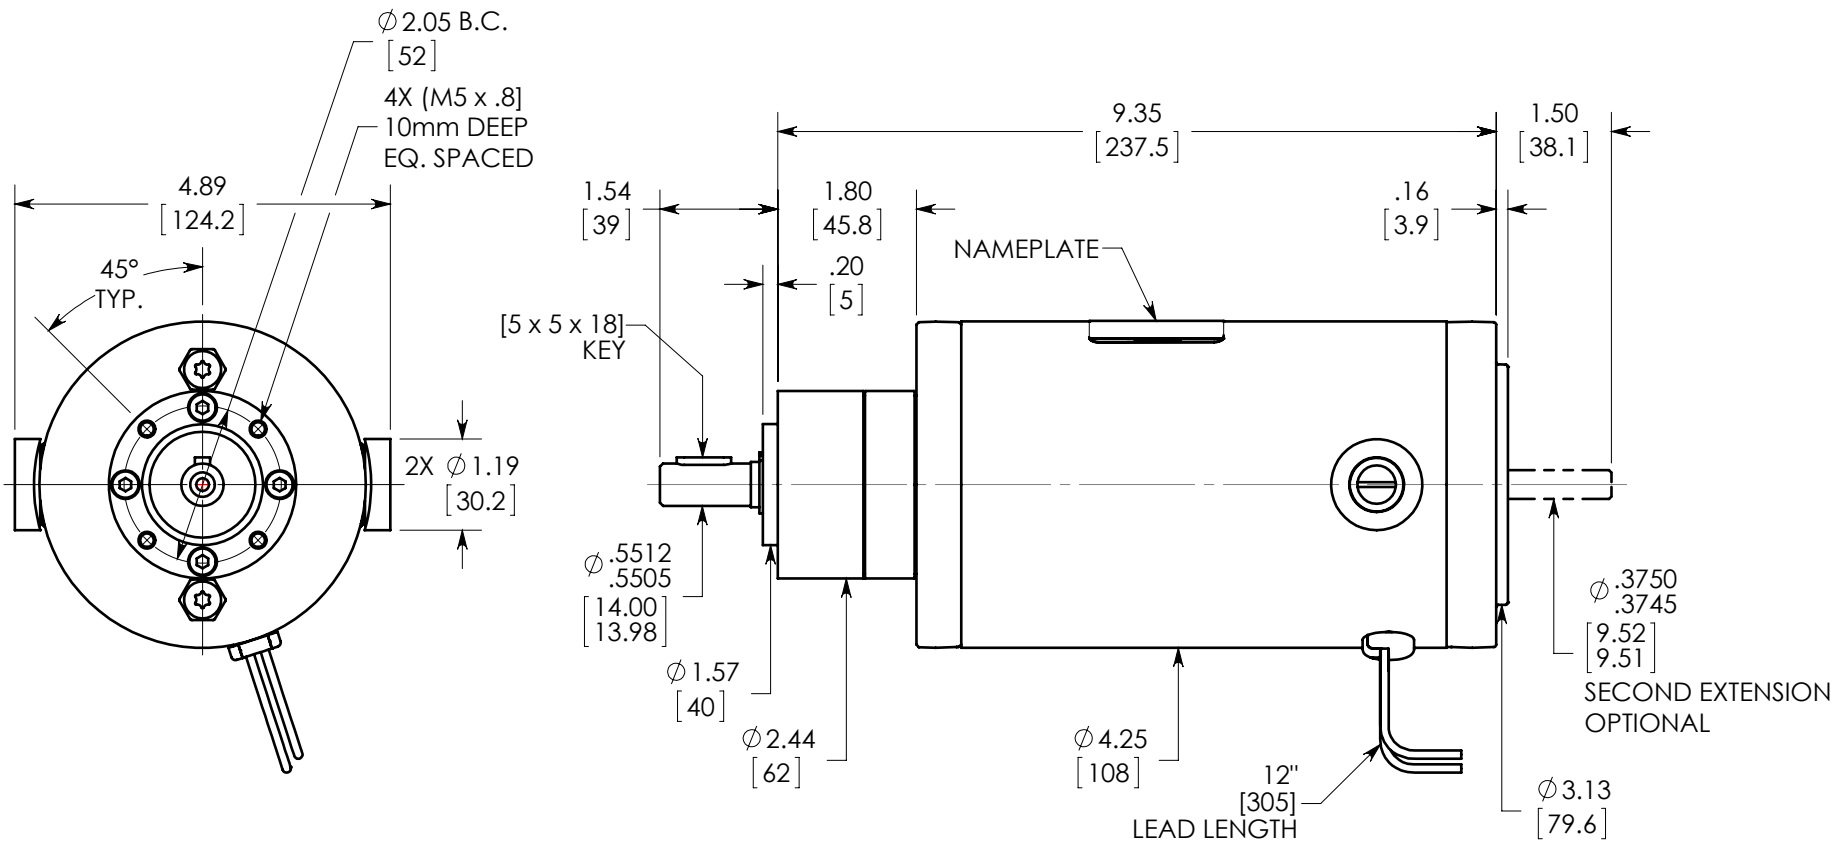 ∅ 2.05 B.C.
[52]
4X (M5 x .8]
10mm DEEP
EQ. SPACED
4.89
[124.2]
45°
TYP.
2X ∅ 1.19
[30.2]
9.35
[237.5]
1.50
[38.1]
1.54
[39]
1.80
[45.8]
.16
[3.9]
.20
[5]
NAMEPLATE
[5 x 5 x 18]
KEY
∅ .5512
.5505
[14.00]
[13.98]
∅ 1.57
[40]
∅ 2.44
[62]
∅ 4.25
[108]
12"
[305]
LEAD LENGTH
∅ .3750
.3745
[9.52]
[9.51]
SECOND EXTENSION
OPTIONAL
∅ 3.13
[79.6]